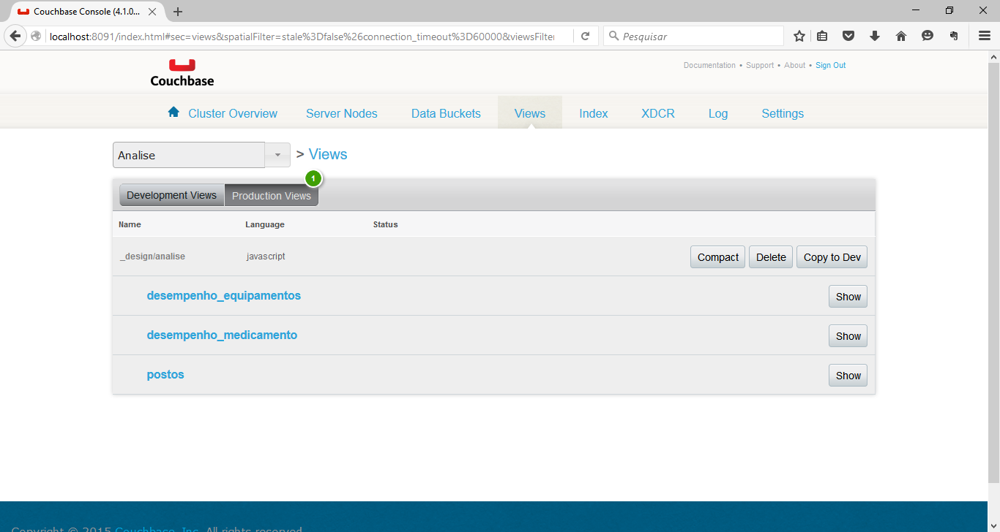 Couchbase Console (4.1.0...
localhost:8091/index.html#sec=views&spatialFilter=stale%3Dfalse%26connection_timeout%3D60000&viewsFilter
Pesquisar
Couchbase
Documentation • Support • About • Sign Out
Cluster Overview Server Nodes Data Buckets Views Index XDCR Log Settings
Analise > Views
1
Development Views Production Views
Name Language Status
_design/analise javascript Compact Delete Copy to Dev
desempenho_equipamentos Show
desempenho_medicamento Show
postos Show
Copyright © 2015 Couchbase, Inc. All rights reserved.